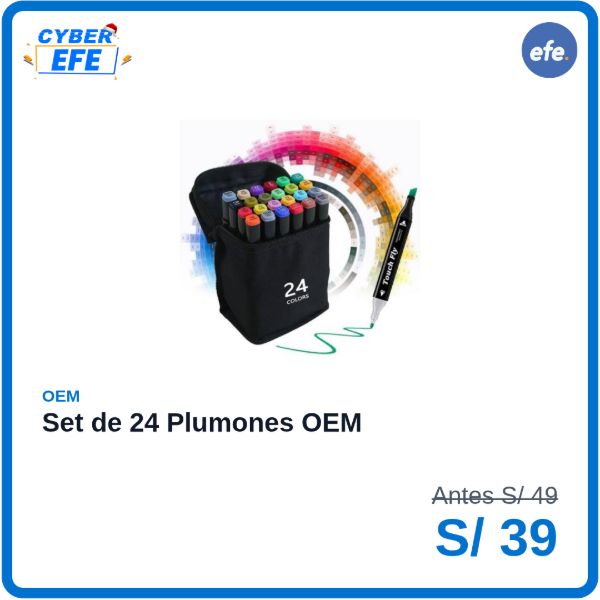 CYBER
EFE
efe.
24
COLORS
Touch Fly
OEM
Set de 24 Plumones OEM
Antes S/ 49
S/ 39